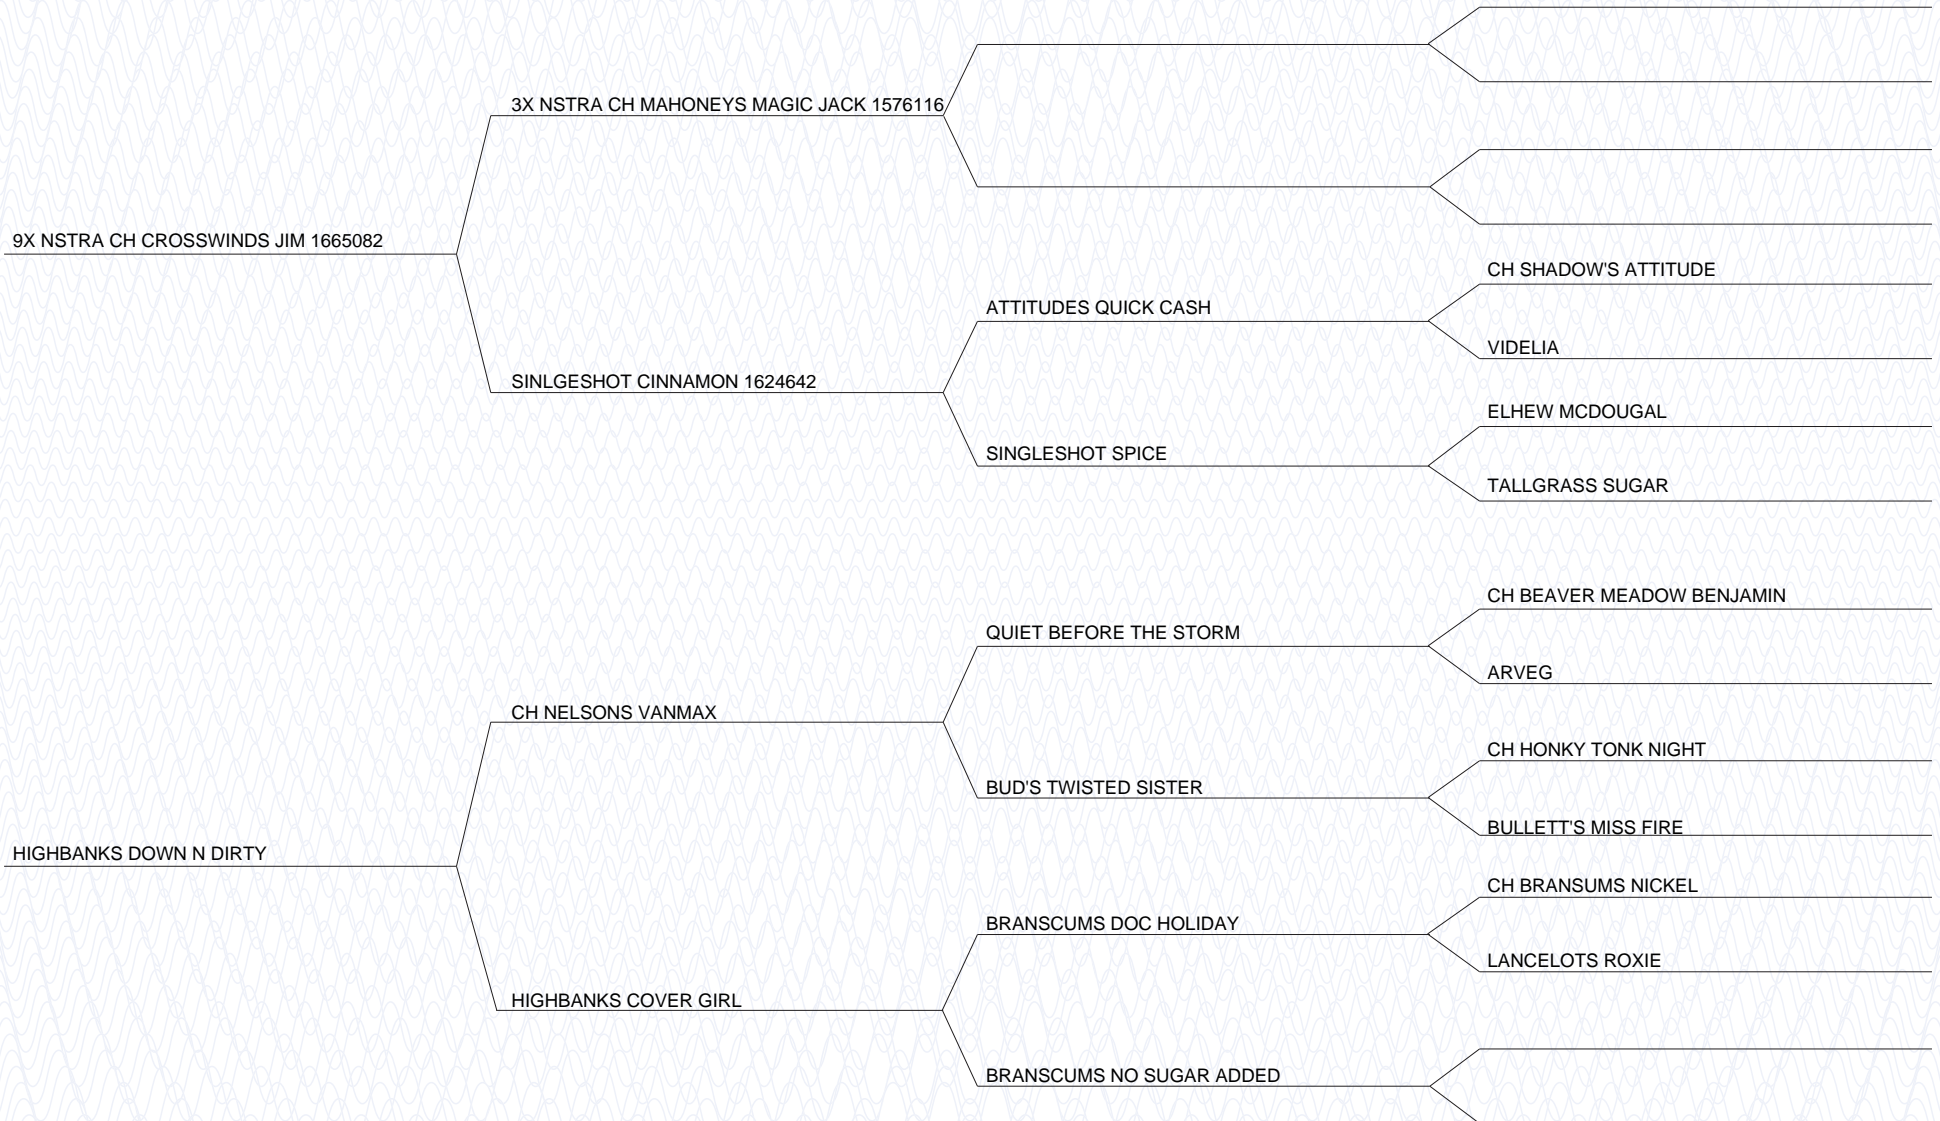 3X NSTRA CH MAHONEYS MAGIC JACK 1576116
9X NSTRA CH CROSSWINDS JIM 1665082
CH SHADOW'S ATTITUDE
ATTITUDES QUICK CASH
VIDELIA
SINLGESHOT CINNAMON 1624642
ELHEW MCDOUGAL
SINGLESHOT SPICE
TALLGRASS SUGAR
CH BEAVER MEADOW BENJAMIN
QUIET BEFORE THE STORM
ARVEG
CH NELSONS VANMAX
CH HONKY TONK NIGHT
BUD'S TWISTED SISTER
BULLETT'S MISS FIRE
HIGHBANKS DOWN N DIRTY
CH BRANSUMS NICKEL
BRANSCUMS DOC HOLIDAY
LANCELOTS ROXIE
HIGHBANKS COVER GIRL
BRANSCUMS NO SUGAR ADDED